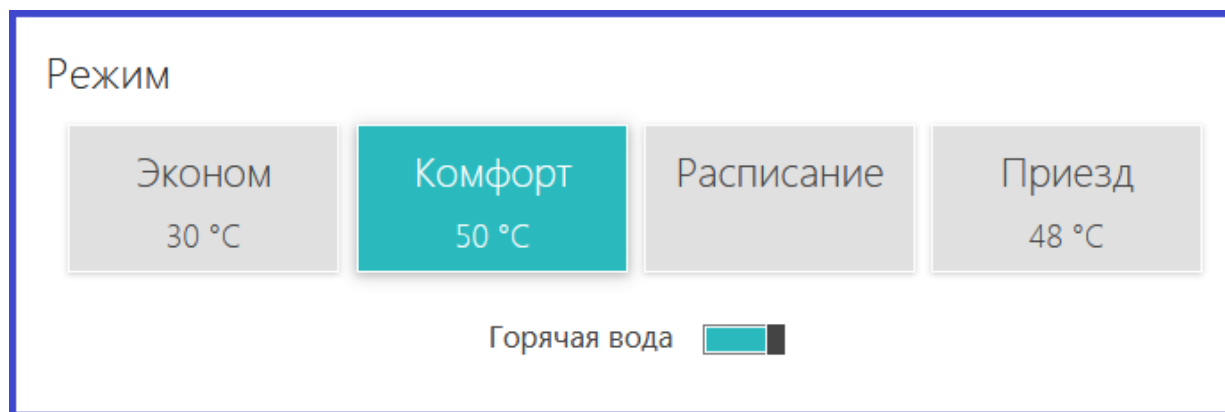 Режим
Эконом
30 °C
Комфорт
50 °C
Расписание
Приезд
48 °C
Горячая вода